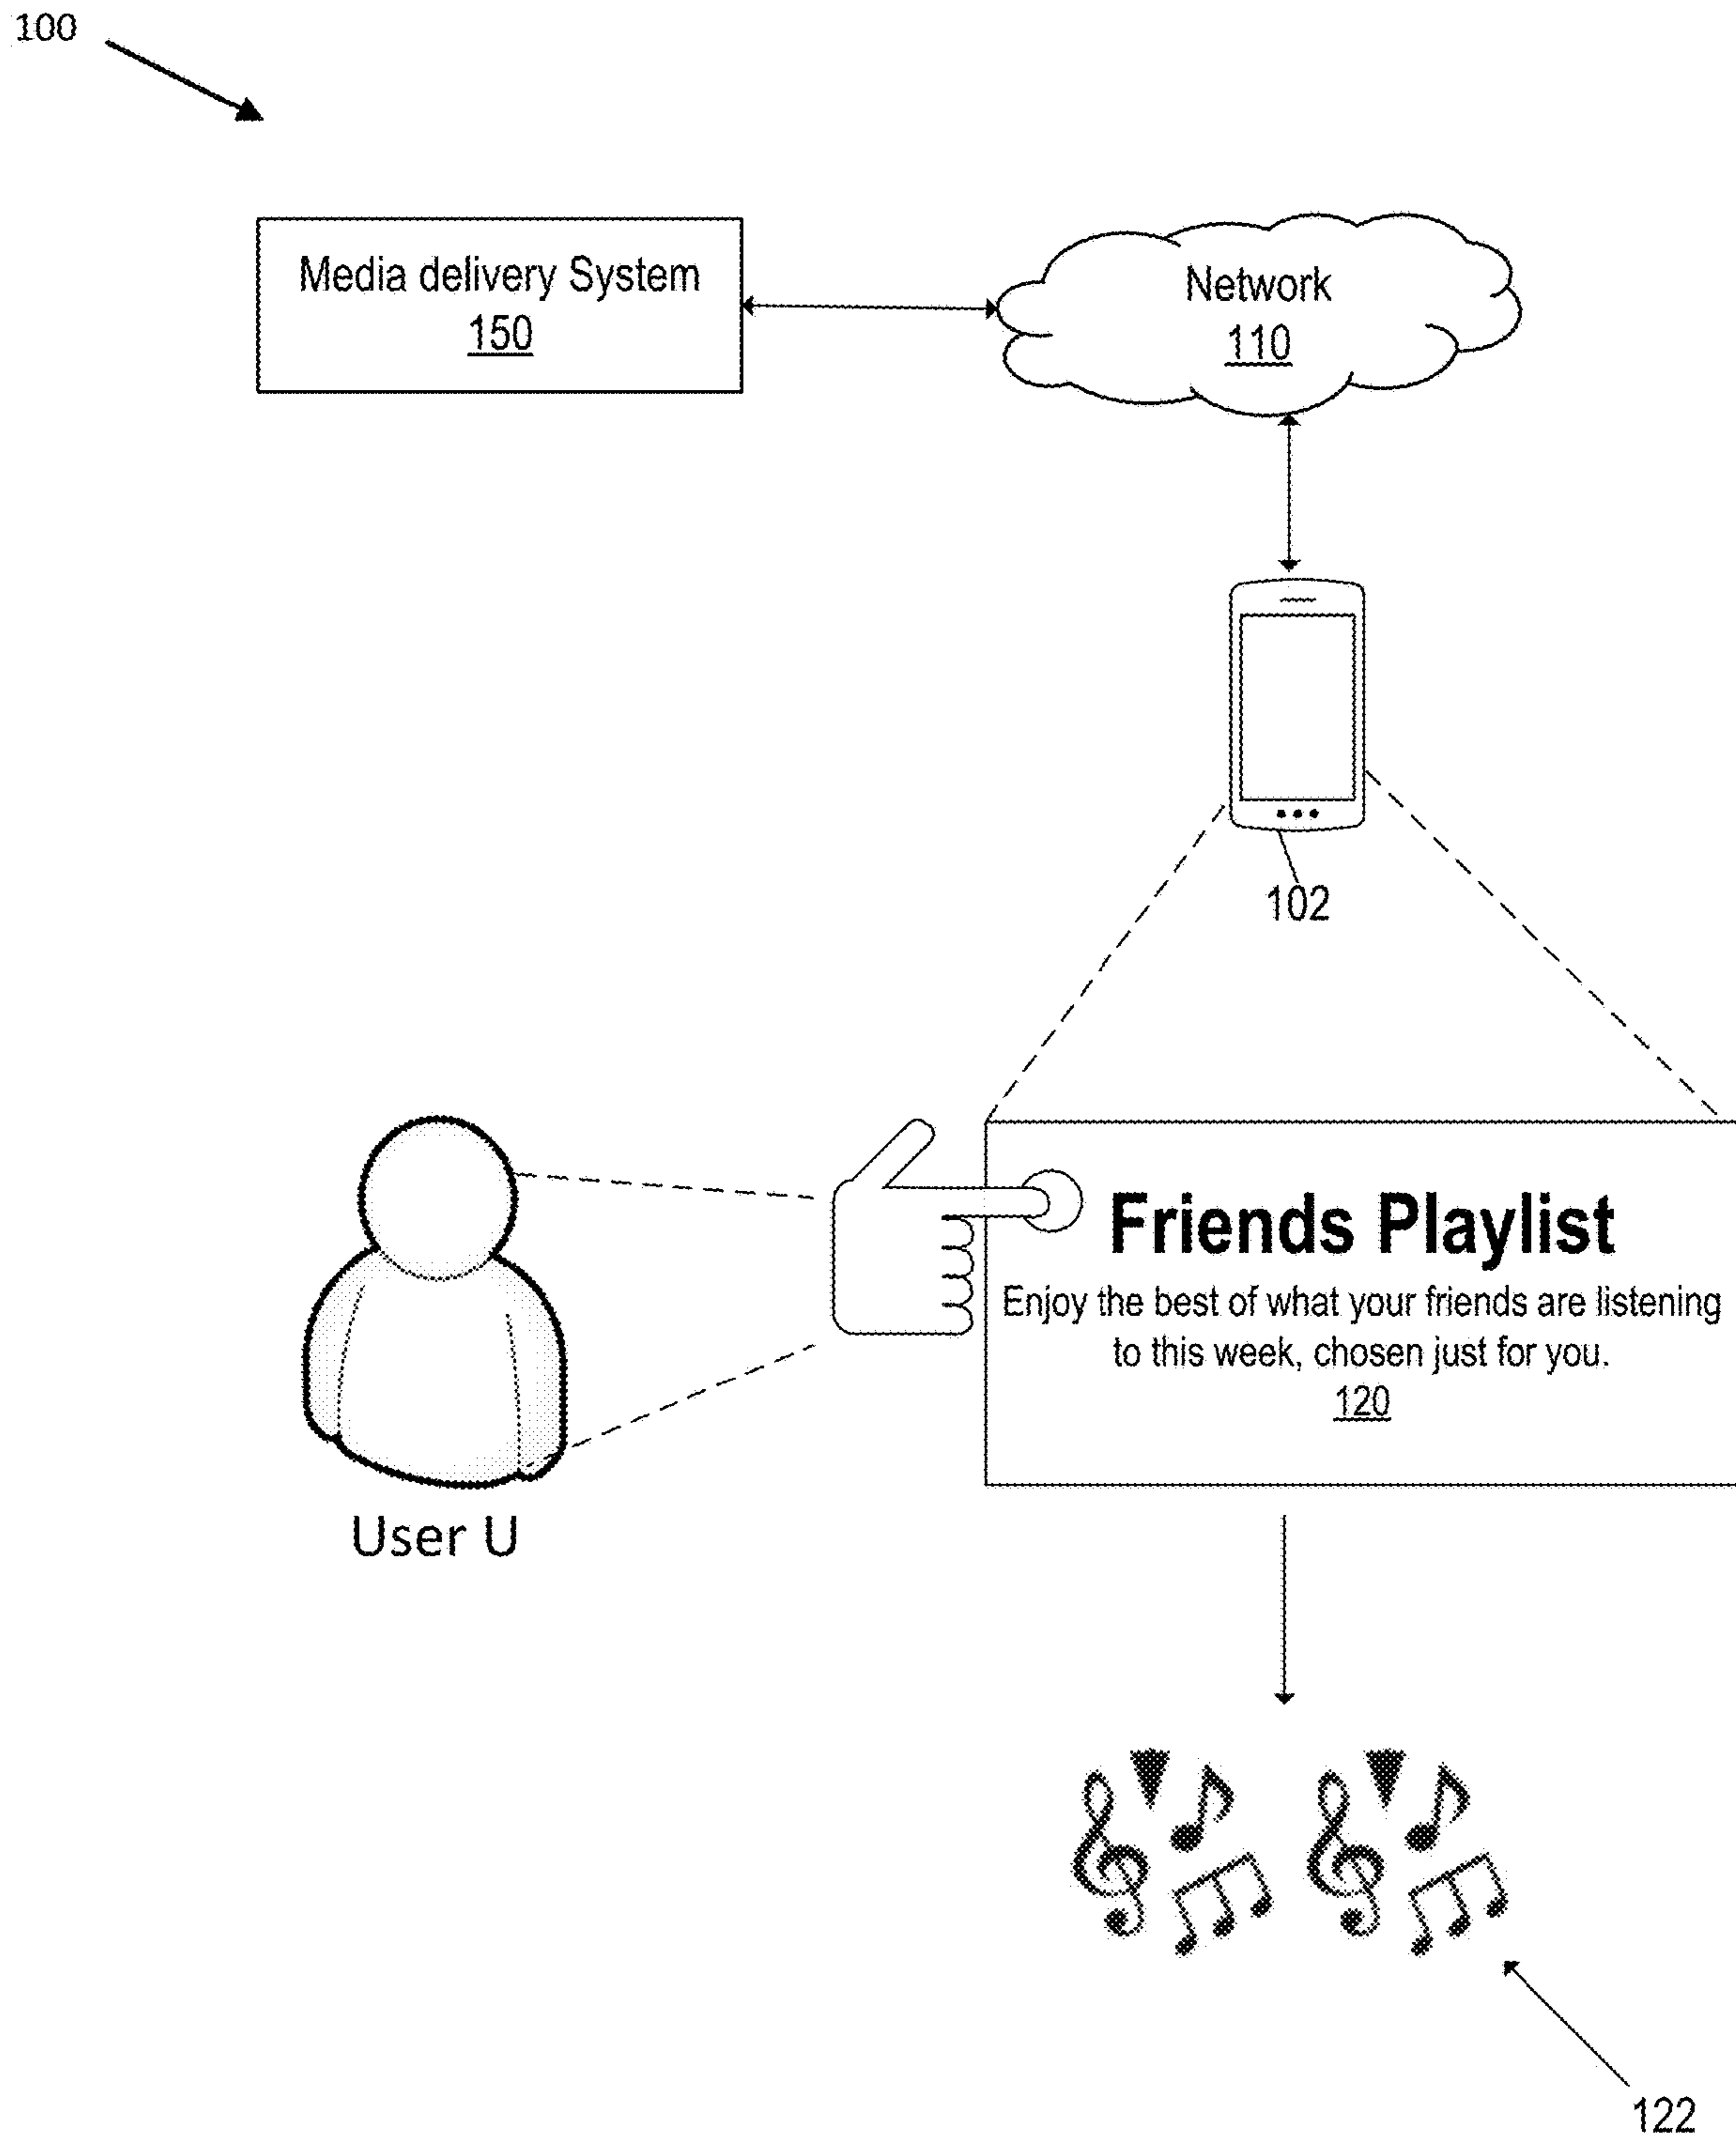 100
Media delivery System
150
Network
110
102
Friends Playlist
Enjoy the best of what your friends are listening
to this week, chosen just for you.
120
User U
122